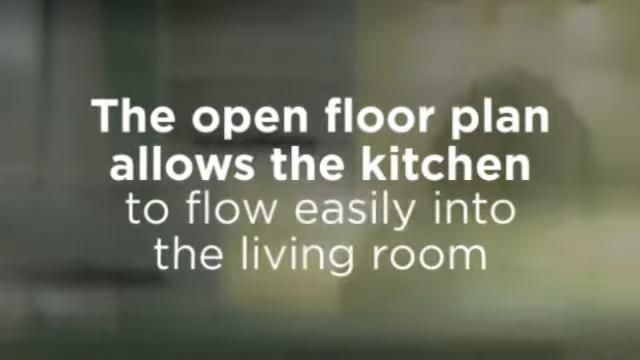 The open floor plan
allows the kitchen
to flow easily into
the living room